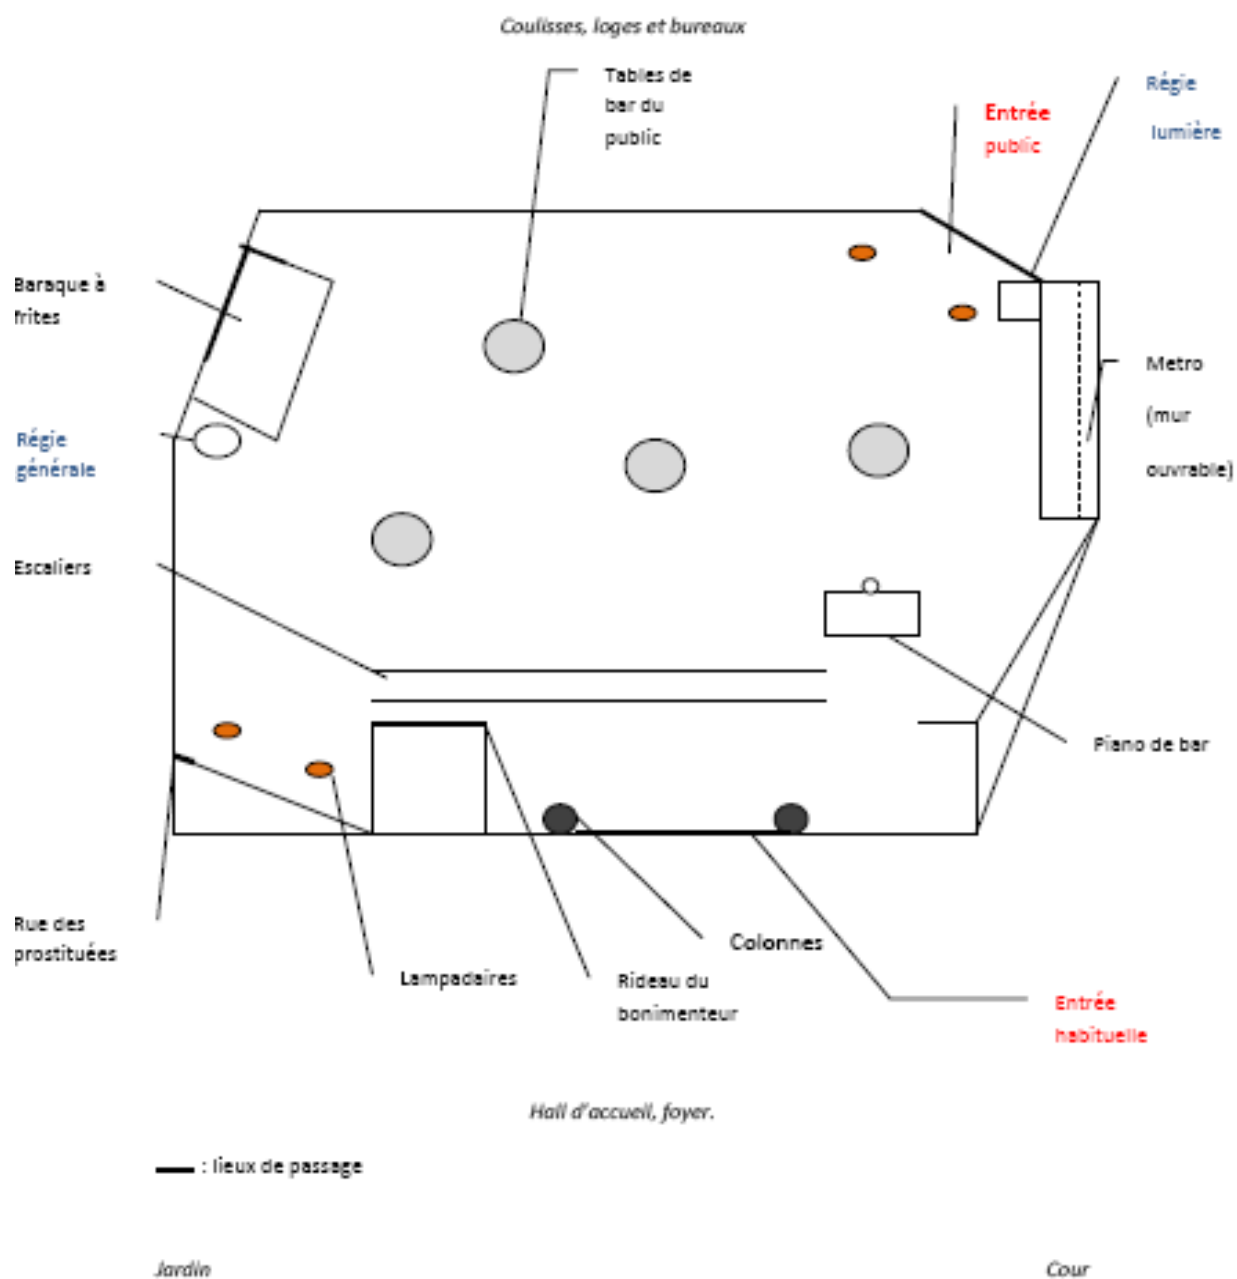 Coulisses, loges et bureaux
Tables de
bar du
public
Entrée
public
Régie
lumière
Baraque à
frites
Metro
(mur
ouvrable)
Régie
générale
Escaliers
Piano de bar
Rue des
prostituées
Lampadaires
Rideau du
bonimenteur
Colonnes
Entrée
habituelle
Hall d'accueil, foyer.
: lieux de passage
Jardin
Cour